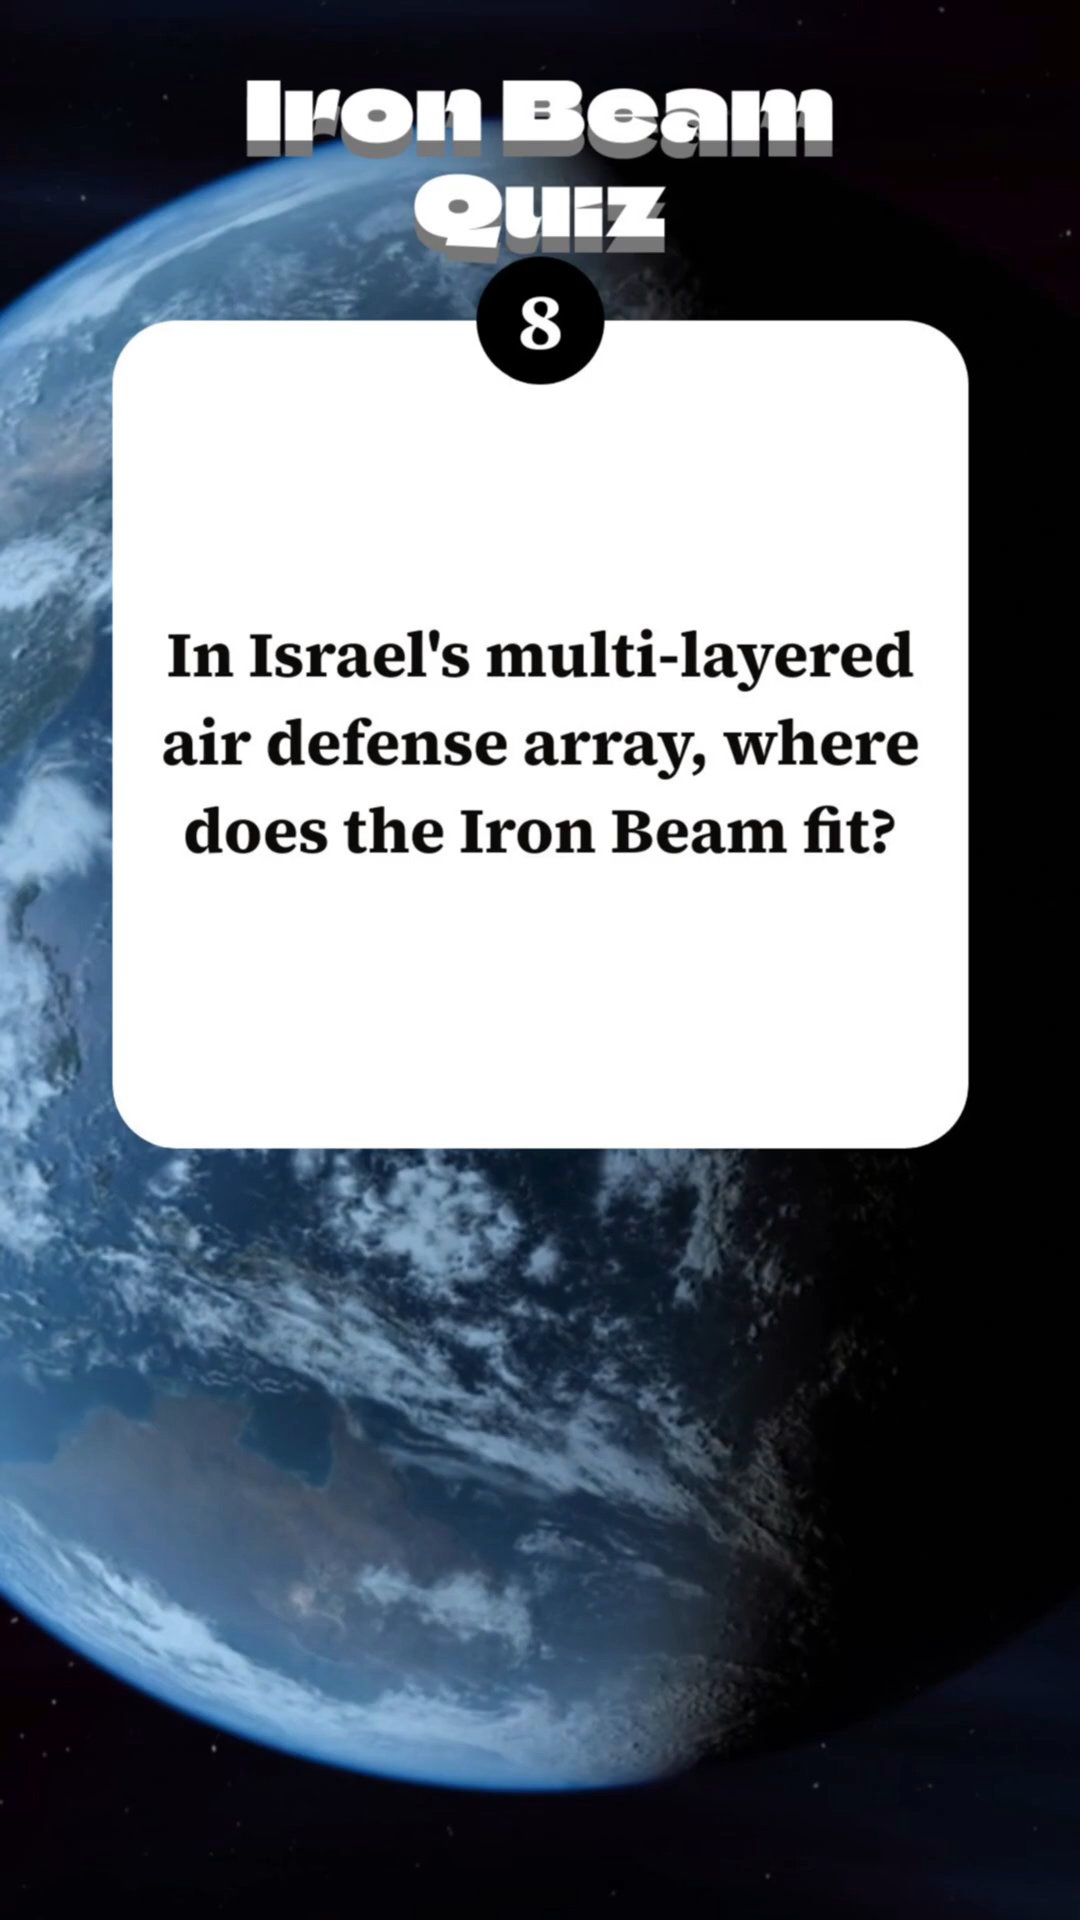 Iron Beam
Quiz
8
In Israel's multi-layered
air defense array, where
does the Iron Beam fit?